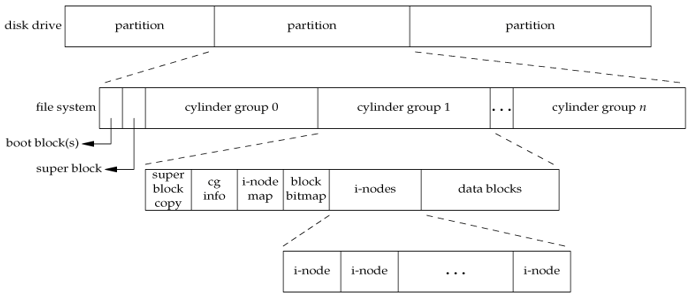 disk drive
partition
partition
partition
file system
cylinder group 0
cylinder group 1
...
cylinder group n
boot block(s)
super block
super
block
copy
cg
info
i-node
map
block
bitmap
i-nodes
data blocks
i-node
i-node
...
i-node